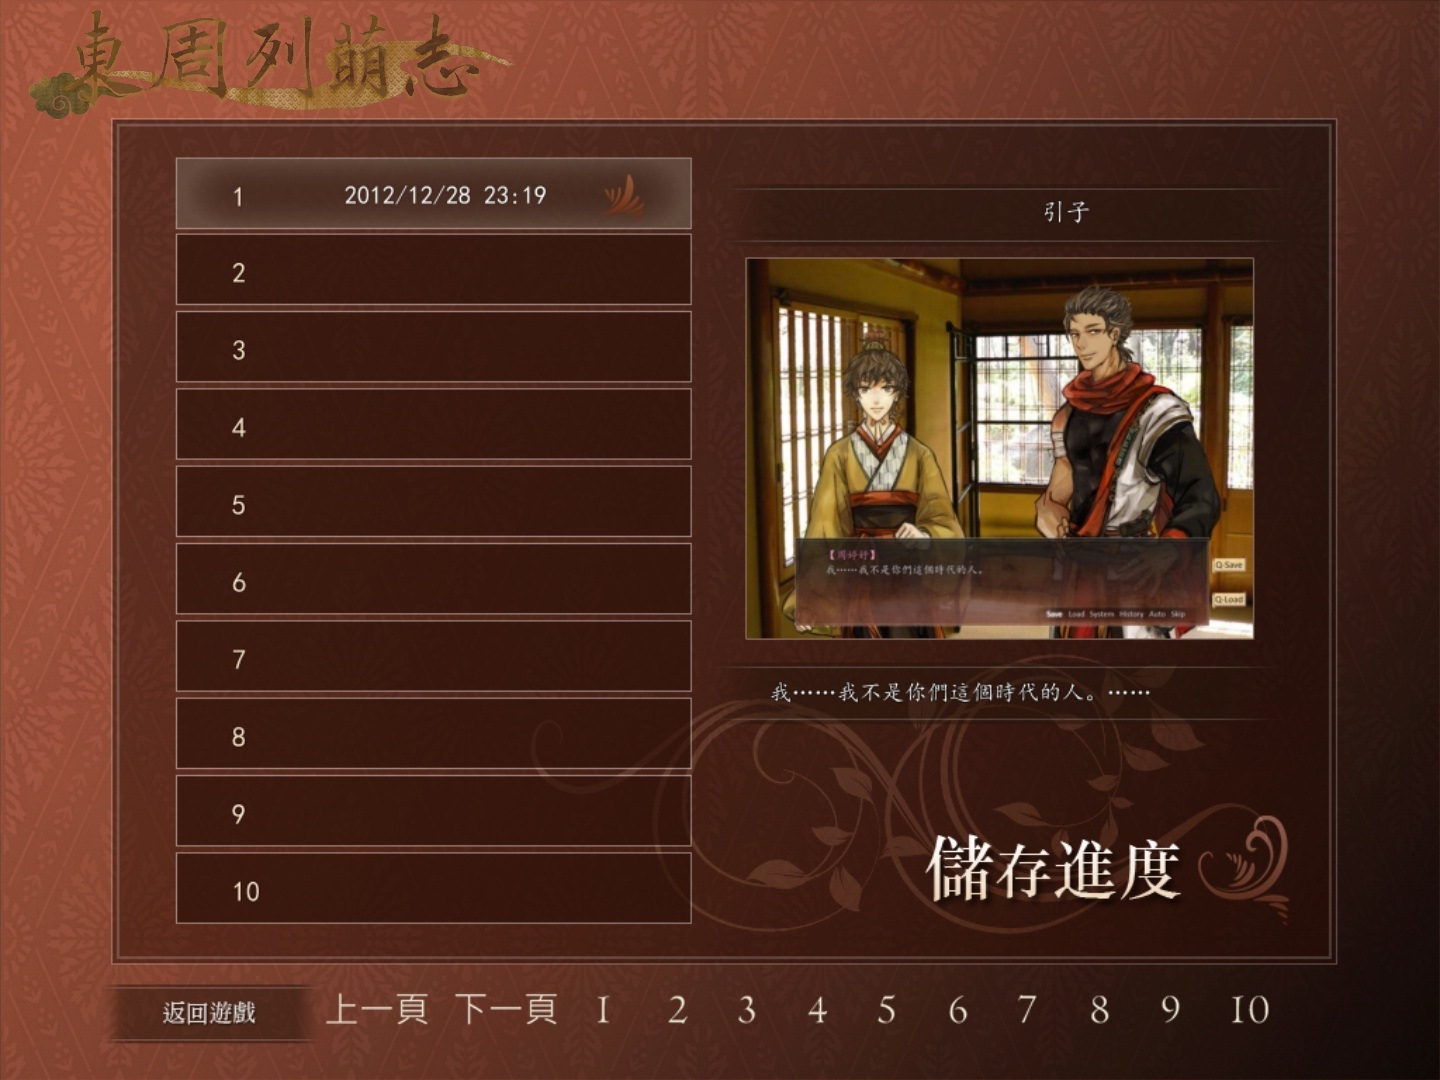 東周列萌志
1 2012/12/28 23:19
2
3
4
5
6
7
8
9
10
引子
【周婷妤】
我……我不是你們這個時代的人。
Q-Save
Q-Load
Save Load System History Auto Skip
我……我不是你們這個時代的人。……
儲存進度
返回遊戲 上一頁 下一頁 1 2 3 4 5 6 7 8 9 10